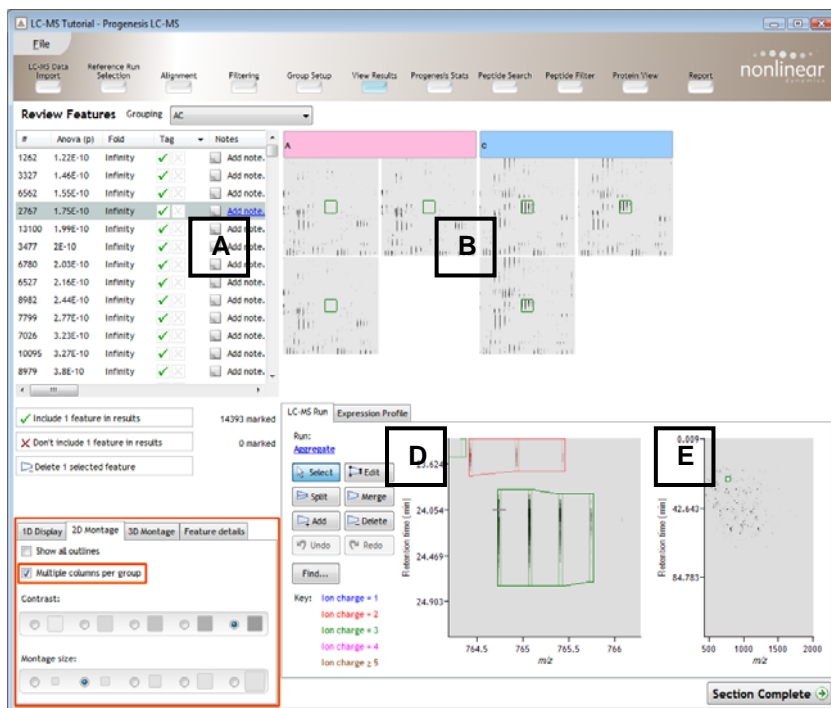 LC-MS Tutorial - Progenesis LC-MS
File
LC-MS Data Import
Reference Run Selection
Alignment
Filtering
Group Setup
View Results
Progenesis Stats
Peptide Search
Peptide Filter
Protein View
Report
nonlinear
dynamics
Review Features Grouping AC
# Anova (p) Fold Tag Notes
1262 1.22E-10 Infinity Add note.
3327 1.46E-10 Infinity Add note.
6562 1.55E-10 Infinity Add note.
2767 1.75E-10 Infinity Add note.
13100 1.99E-10 Infinity Add note.
3477 2E-10 Infinity Add note.
6780 2.03E-10 Infinity Add note.
6527 2.16E-10 Infinity Add note.
8982 2.44E-10 Infinity Add note.
7799 2.77E-10 Infinity Add note.
7026 3.23E-10 Infinity Add note.
10095 3.27E-10 Infinity Add note.
8979 3.8E-10 Infinity Add note.
A
A
C
B
Include 1 feature in results 14393 marked
Don't include 1 feature in results 0 marked
Delete 1 selected feature
1D Display 2D Montage 3D Montage Feature details
Show all outlines
Multiple columns per group
Contrast:
Montage size:
LC-MS Run Expression Profile
Run:
Aggregate
Select Edit
Split Merge
Add Delete
Undo Redo
Find...
Key: Ion charge = 1
Ion charge = 2
Ion charge = 3
Ion charge = 4
Ion charge ≥ 5
D
Retention time (min)
24.054
24.469
24.903
764.5 765 765.5 766
m/z
E
Retention time (min)
0.009
42.643
84.783
500 1000 1500 2000
m/z
Section Complete